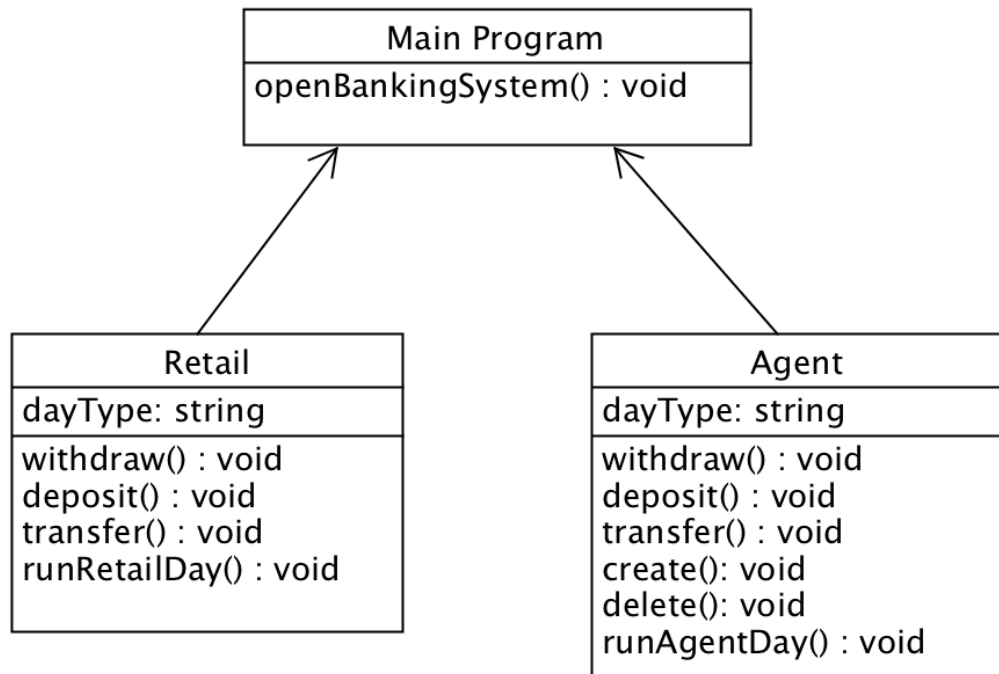 Main Program
openBankingSystem() : void
Retail
dayType: string
withdraw() : void
deposit() : void
transfer() : void
runRetailDay() : void
Agent
dayType: string
withdraw() : void
deposit() : void
transfer() : void
create(): void
delete(): void
runAgentDay() : void